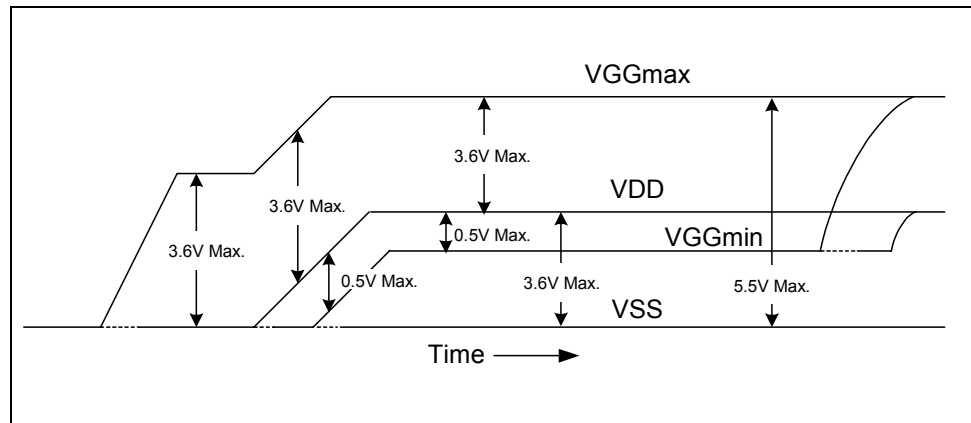 VGGmax
3.6V Max.
VDD
3.6V Max.
0.5V Max.
VGGmin
3.6V Max.
0.5V Max.
3.6V Max.
5.5V Max.
VSS
Time